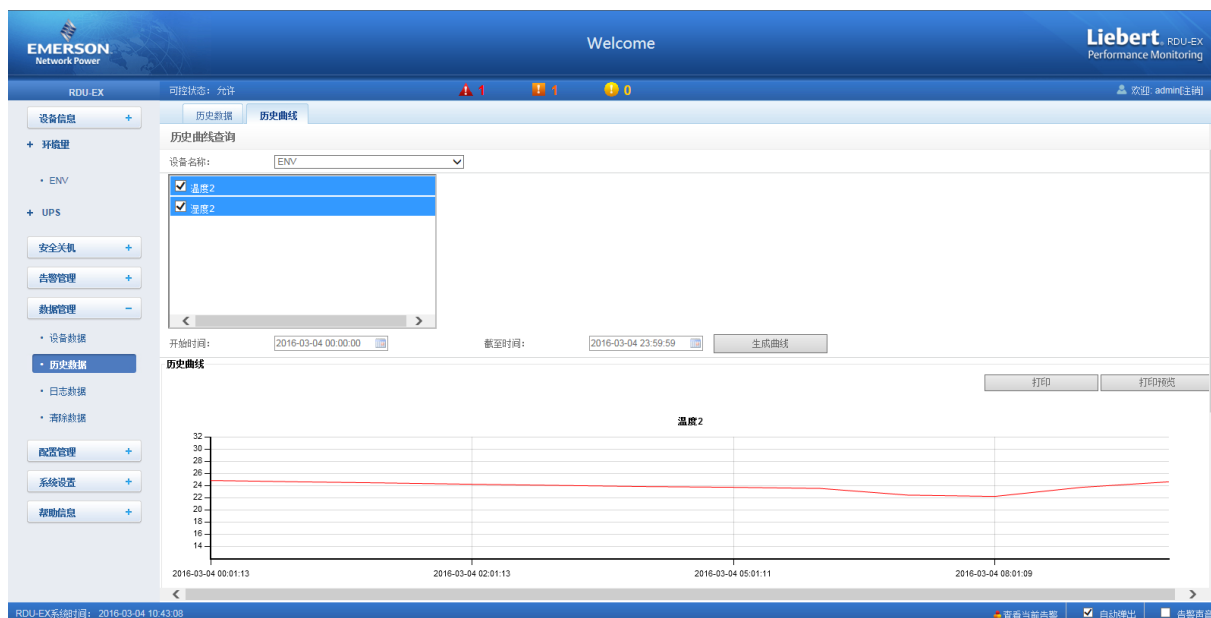 EMERSON
Network Power
Welcome
Liebert. RDU-EX
Performance Monitoring
RDU-EX
可控状态: 允许
1
1
0
欢迎: admin[注销]
设备信息 +
+ 环境量
• ENV
+ UPS
安全关机 +
告警管理 +
数据管理 −
• 设备数据
• 历史数据
• 日志数据
• 清除数据
配置管理 +
系统设置 +
帮助信息 +
历史数据 历史曲线
历史曲线查询
设备名称: ENV
温度2
湿度2
开始时间: 2016-03-04 00:00:00 截至时间: 2016-03-04 23:59:59 生成曲线
历史曲线
打印 打印预览
温度2
32
30
28
26
24
22
20
18
16
14
2016-03-04 00:01:13 2016-03-04 02:01:13 2016-03-04 05:01:11 2016-03-04 08:01:09
RDU-EX系统时间: 2016-03-04 10:43:08
查看当前告警 自动弹出 告警声音